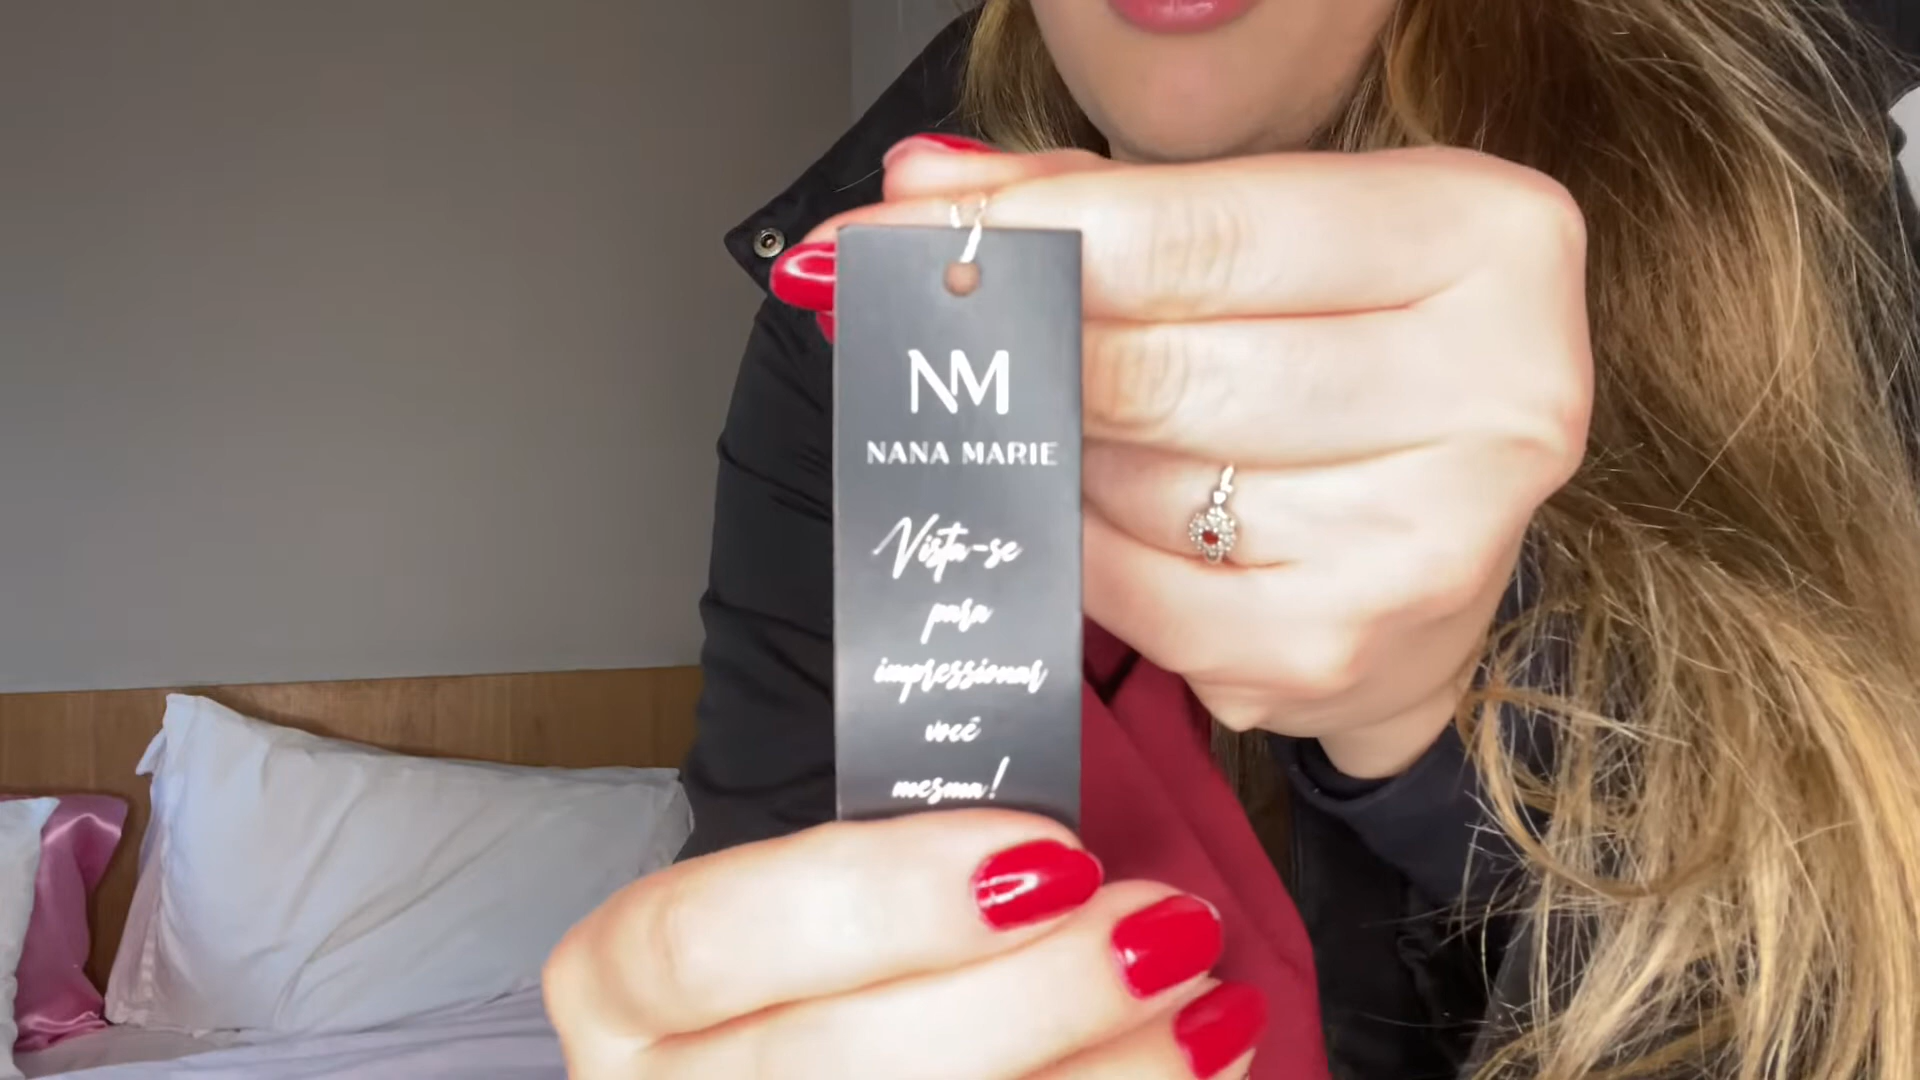 NM
NANA MARIE
Vista-se
para
impressionar
você
mesma!